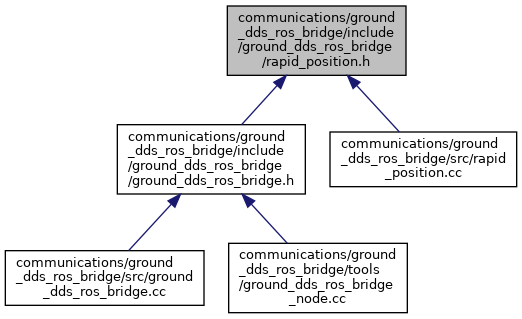 communications/ground
_dds_ros_bridge/include
/ground_dds_ros_bridge
/rapid_position.h
communications/ground
_dds_ros_bridge/include
/ground_dds_ros_bridge
/ground_dds_ros_bridge.h
communications/ground
_dds_ros_bridge/src/rapid
_position.cc
communications/ground
_dds_ros_bridge/src/ground
_dds_ros_bridge.cc
communications/ground
_dds_ros_bridge/tools
/ground_dds_ros_bridge
_node.cc